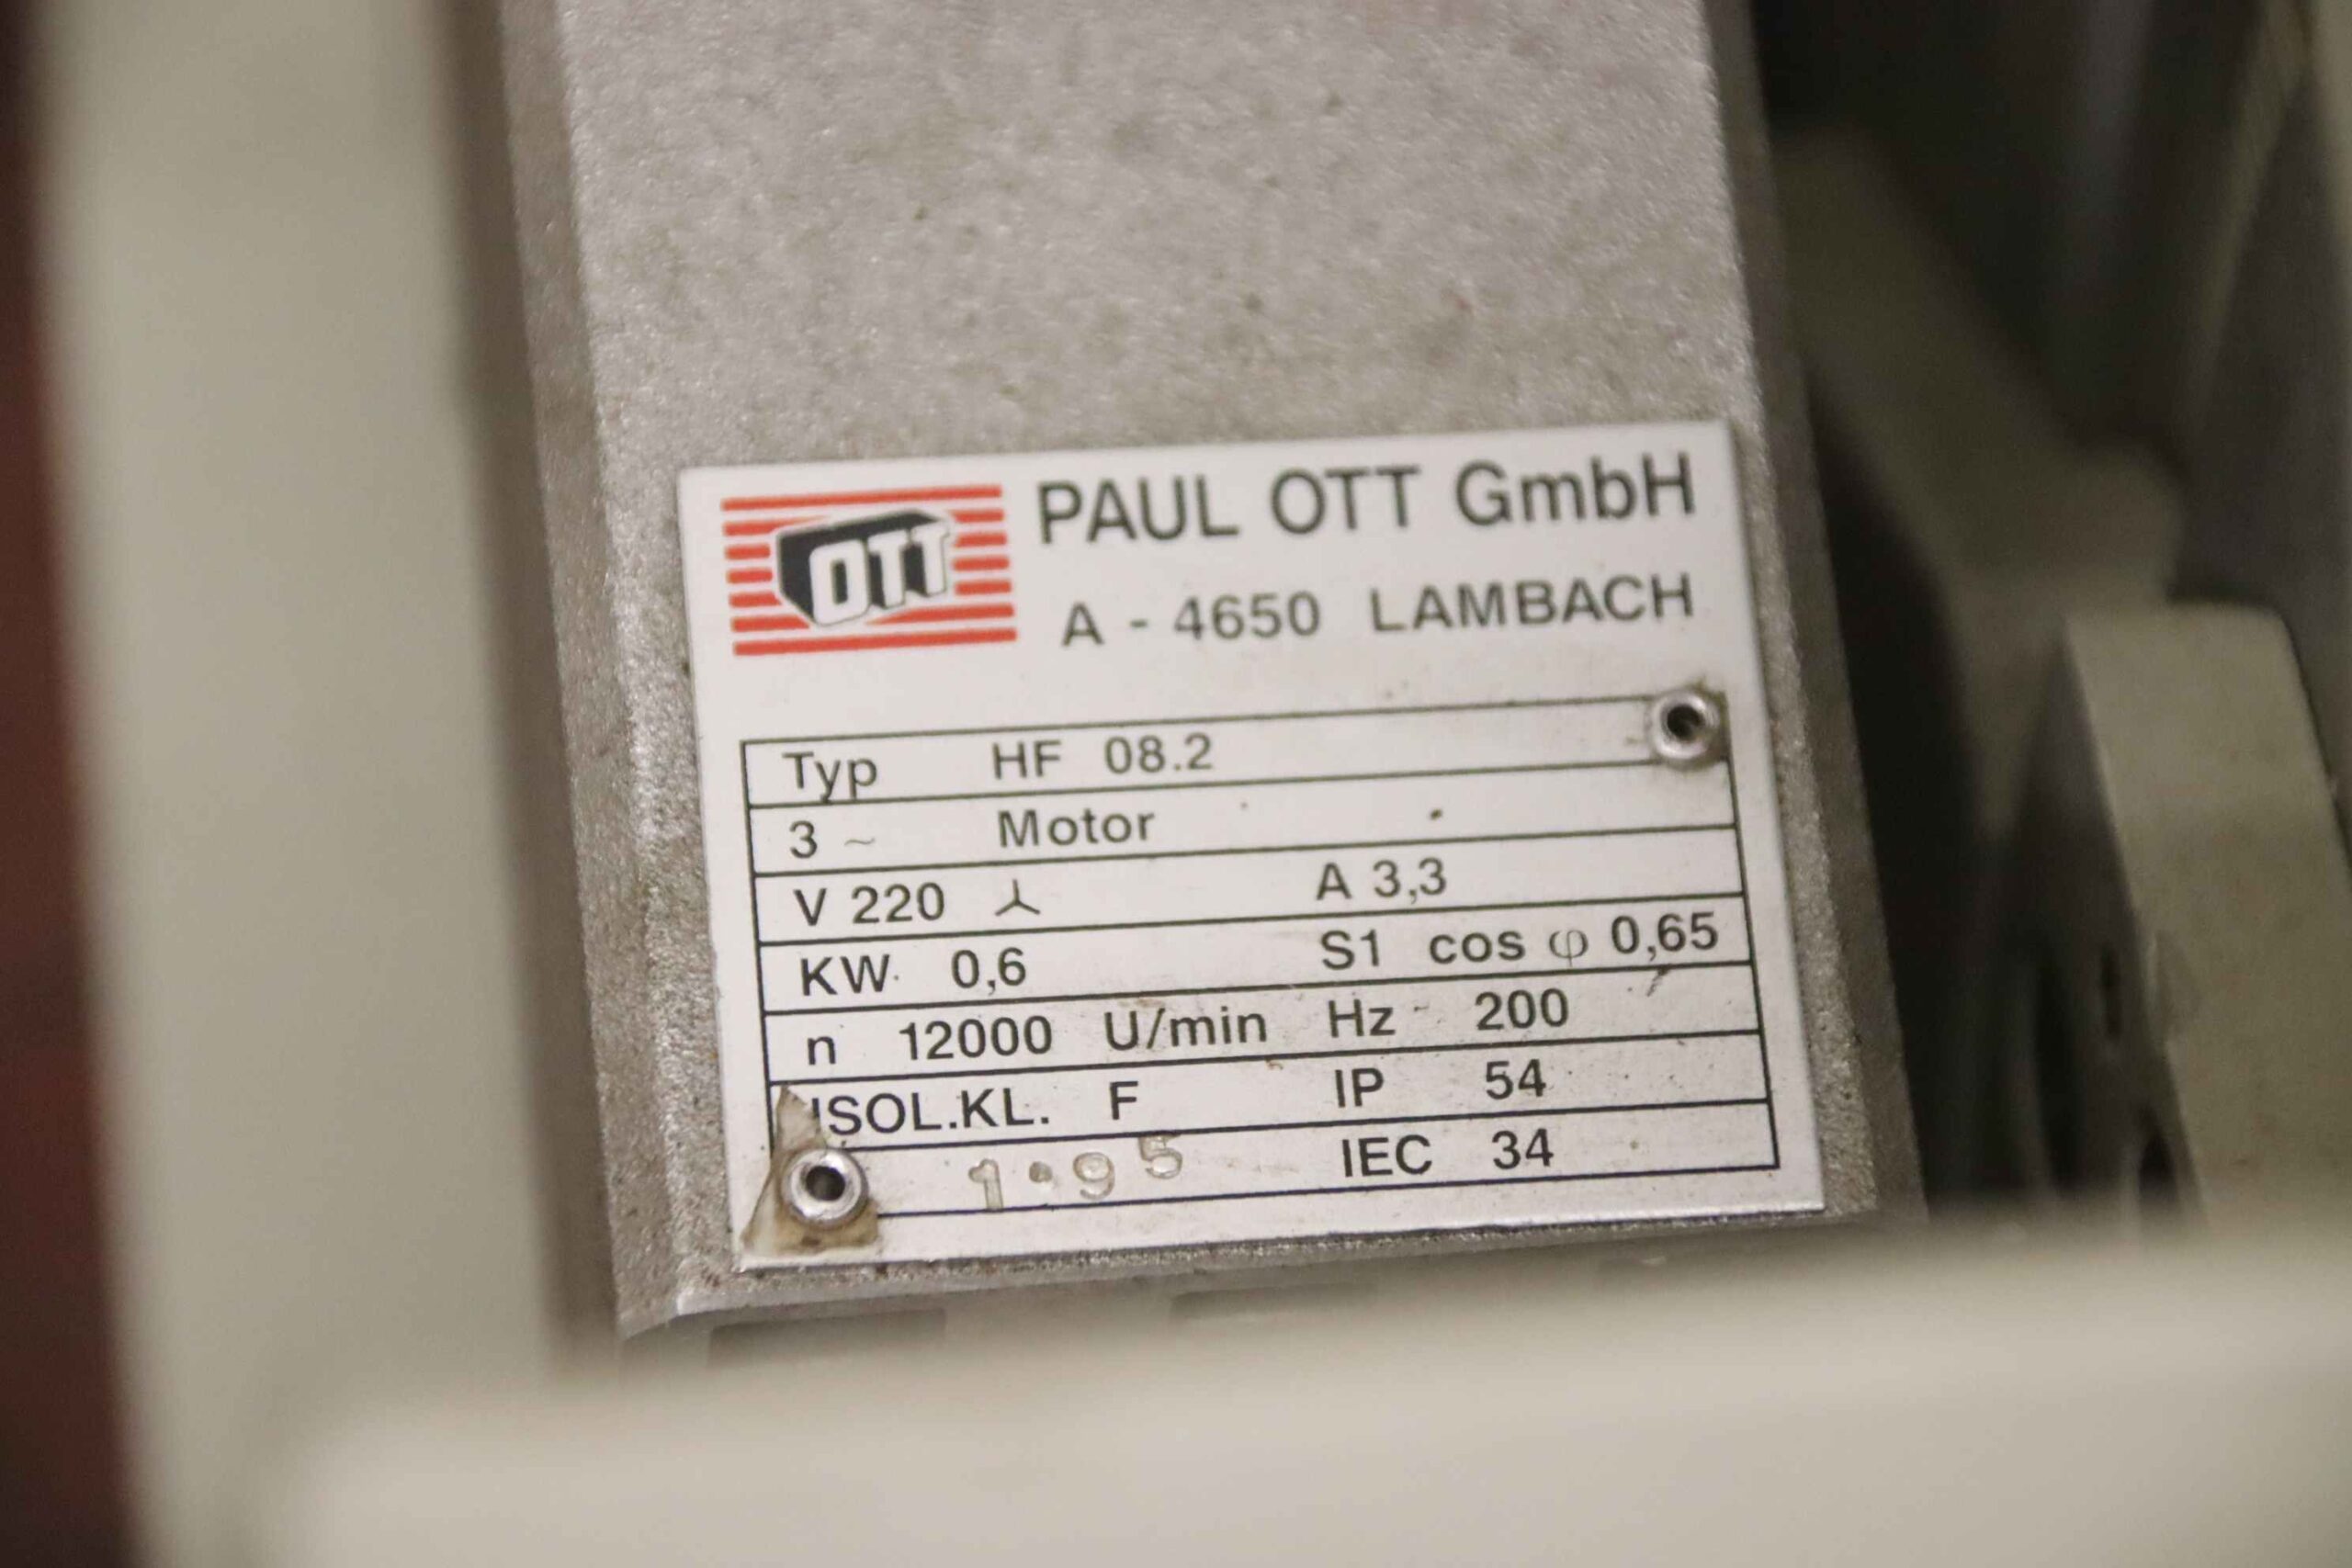 OTT
PAUL OTT GmbH
A - 4650 LAMBACH
Typ HF 08.2
3 ~ Motor
V 220 A 3,3
KW 0,6 S1 cos φ 0,65
n 12000 U/min Hz 200
ISOL.KL. F IP 54
1•95 IEC 34